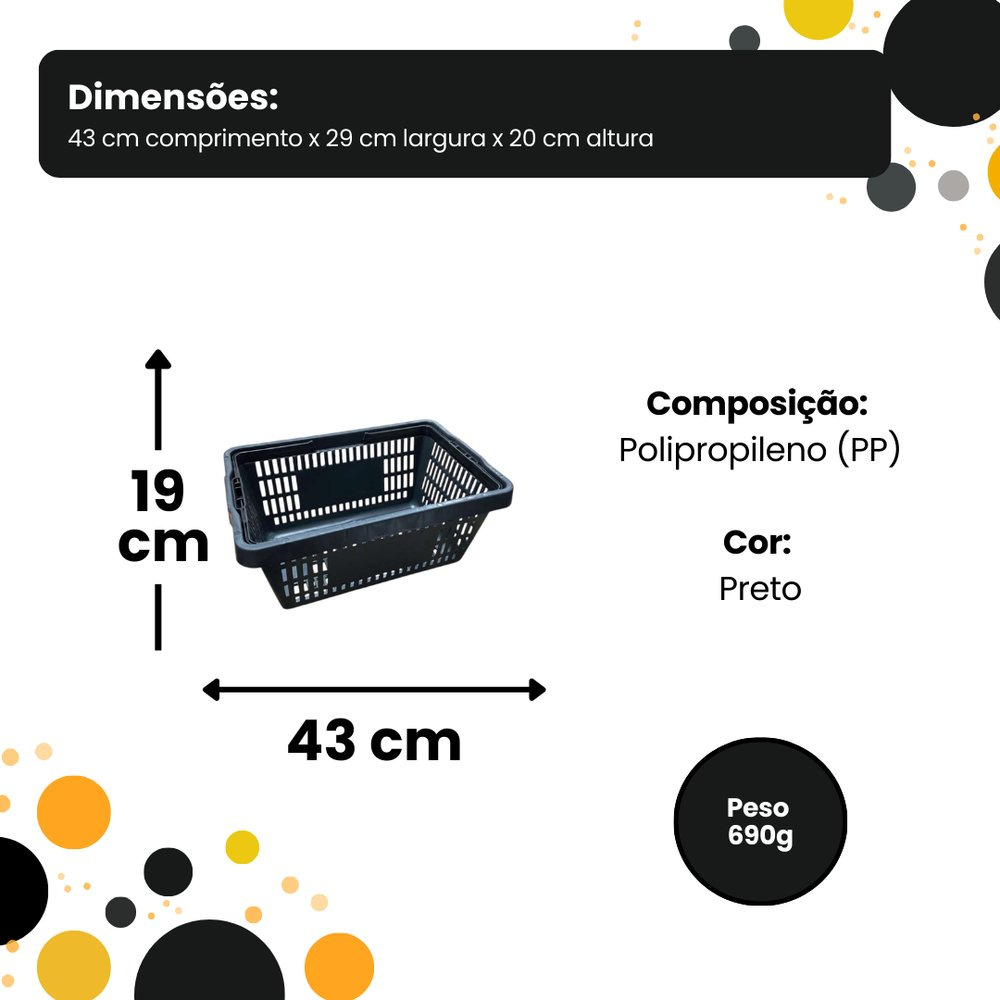 Dimensões:
43 cm comprimento x 29 cm largura x 20 cm altura
19
cm
43 cm
Composição:
Polipropileno (PP)
Cor:
Preto
Peso
690g